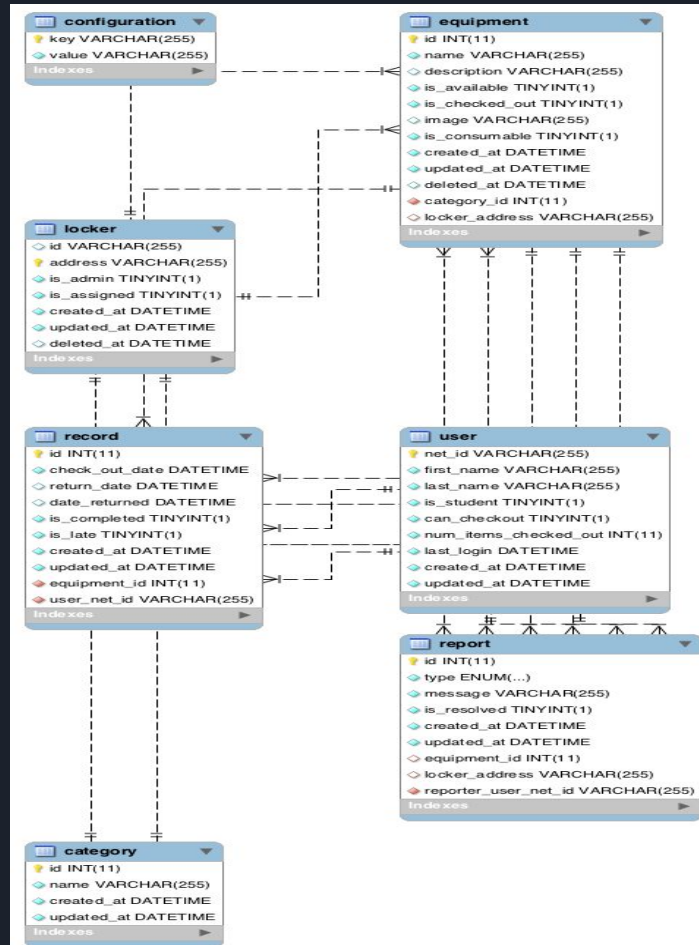 configuration
key VARCHAR(255)
value VARCHAR(255)
Indexes
equipment
id INT(11)
name VARCHAR(255)
description VARCHAR(255)
is_available TINYINT(1)
is_checked_out TINYINT(1)
image VARCHAR(255)
is_consumable TINYINT(1)
created_at DATETIME
updated_at DATETIME
deleted_at DATETIME
category_id INT(11)
locker_address VARCHAR(255)
Indexes
locker
id VARCHAR(255)
address VARCHAR(255)
is_admin TINYINT(1)
is_assigned TINYINT(1)
created_at DATETIME
updated_at DATETIME
deleted_at DATETIME
Indexes
record
id INT(11)
check_out_date DATETIME
return_date DATETIME
date_returned DATETIME
is_completed TINYINT(1)
is_late TINYINT(1)
created_at DATETIME
updated_at DATETIME
equipment_id INT(11)
user_net_id VARCHAR(255)
Indexes
user
net_id VARCHAR(255)
first_name VARCHAR(255)
last_name VARCHAR(255)
is_student TINYINT(1)
can_checkout TINYINT(1)
num_items_checked_out INT(11)
last_login DATETIME
created_at DATETIME
updated_at DATETIME
Indexes
report
id INT(11)
type ENUM(...)
message VARCHAR(255)
is_resolved TINYINT(1)
created_at DATETIME
updated_at DATETIME
equipment_id INT(11)
locker_address VARCHAR(255)
reporter_user_net_id VARCHAR(255)
Indexes
category
id INT(11)
name VARCHAR(255)
created_at DATETIME
updated_at DATETIME
Indexes